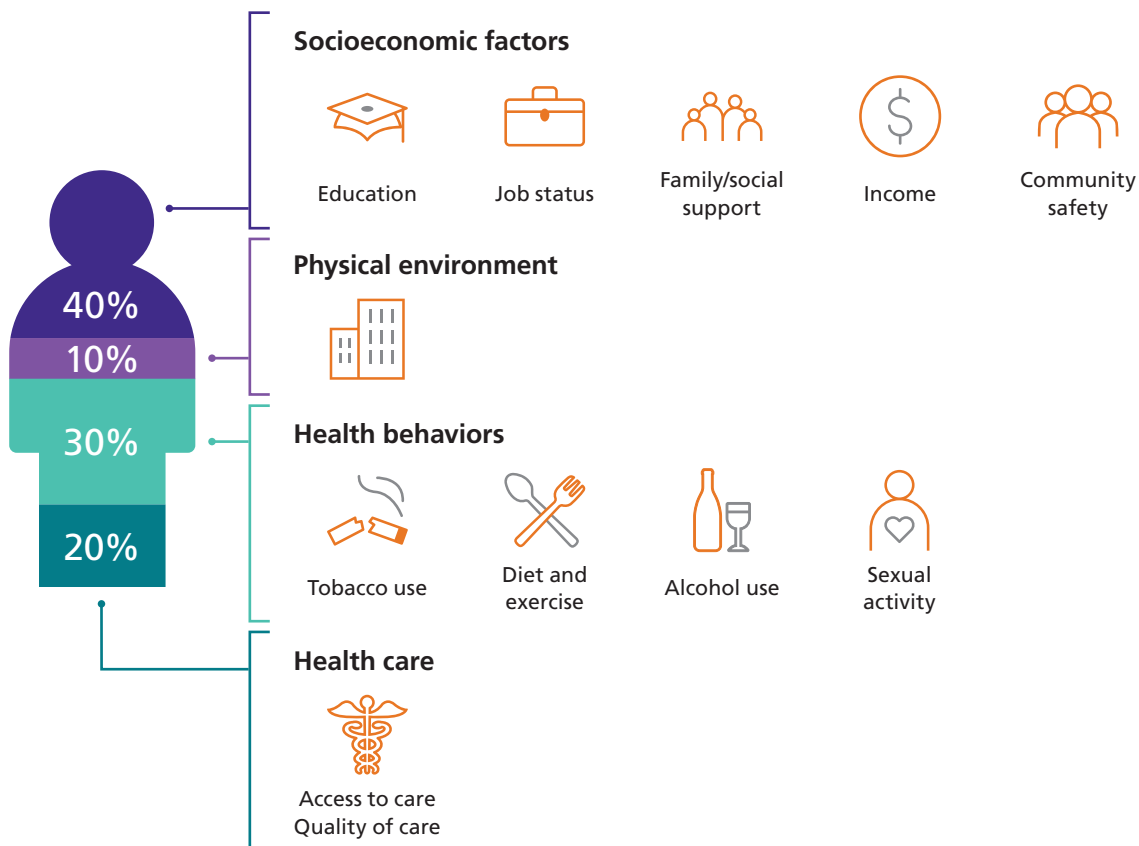 Socioeconomic factors
Education
Job status
Family/social
support
Income
$
Community
safety
40%
Physical environment
10%
Health behaviors
30%
Tobacco use
Diet and
exercise
Alcohol use
Sexual
activity
20%
Health care
Access to care
Quality of care